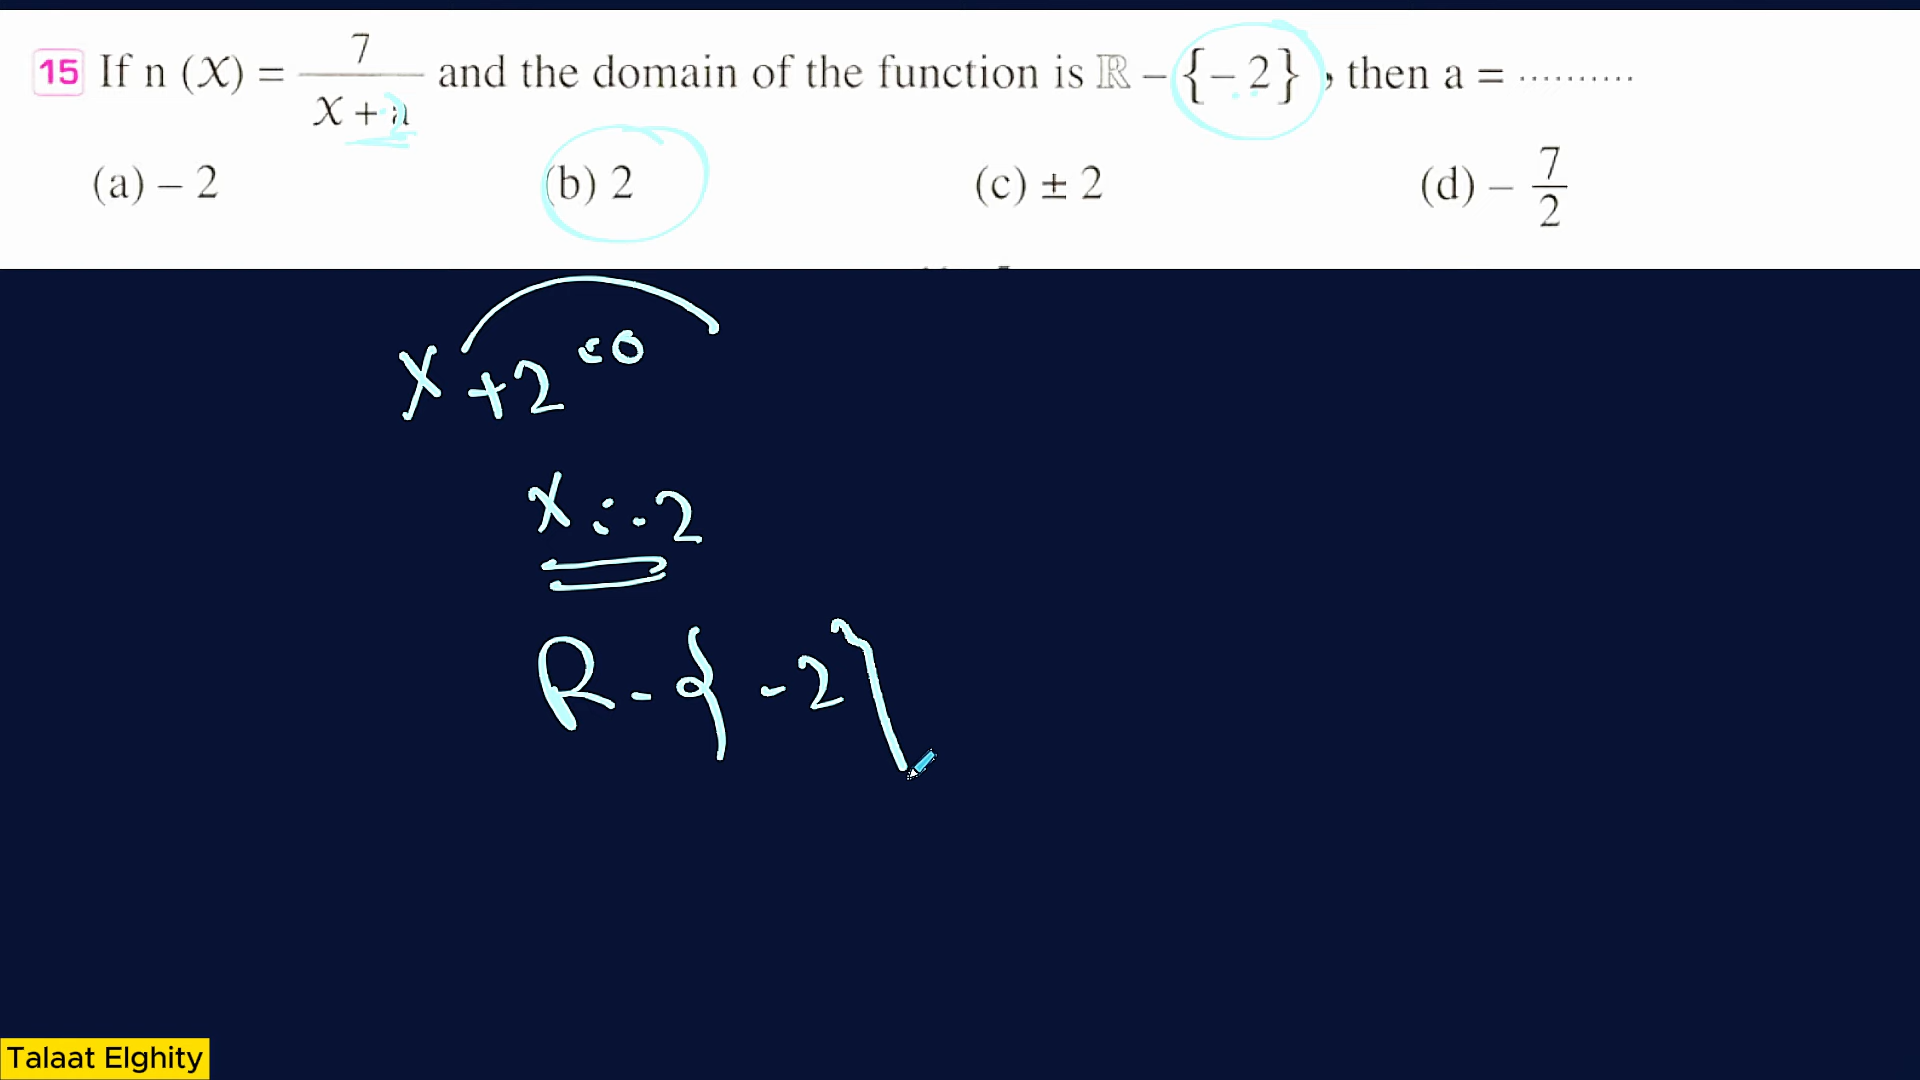 15 If n (X) = 7 / X + a and the domain of the function is ℝ – {– 2} , then a = ..........
(a) – 2 (b) 2 (c) ± 2 (d) – 7/2
X + 2 = 0
X = - 2
R - { - 2 }
Talaat Elghity